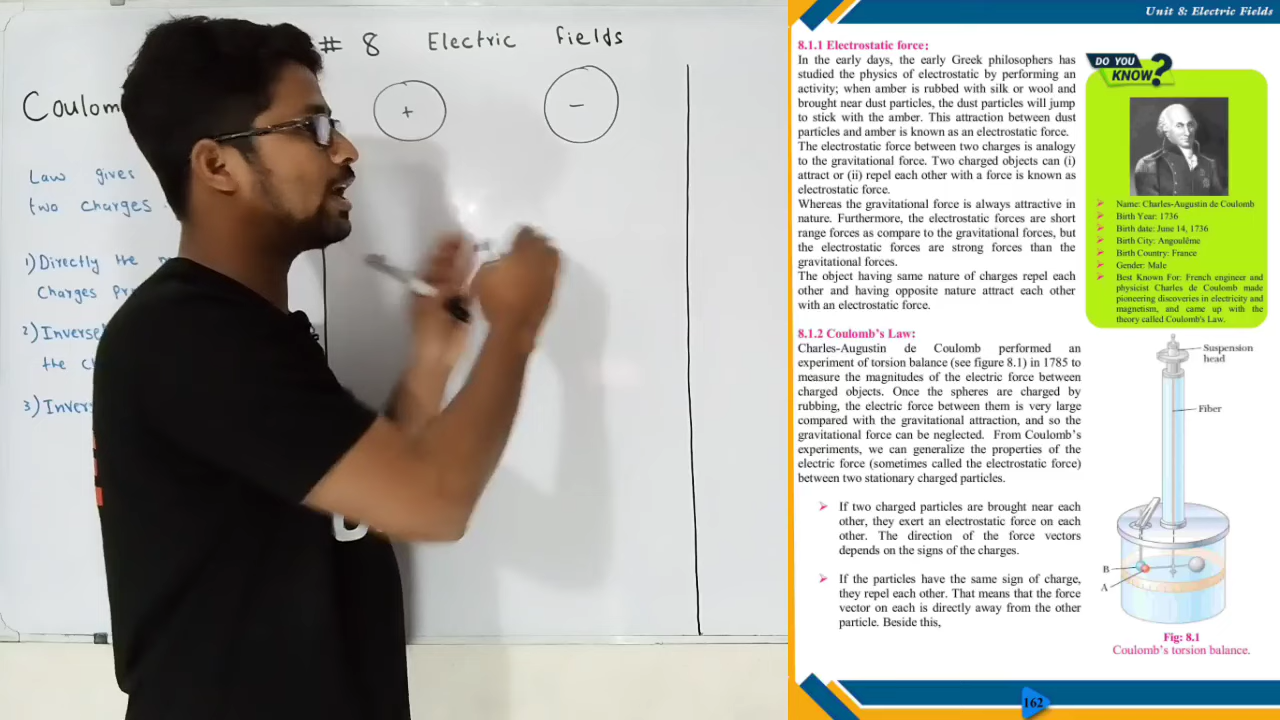 # 8 Electric Fields
Coulom
+
−
Law gives
two charges
1) Directly the
Charges Pr
2) Inversel
the c
3) Invers
Unit 8: Electric Fields
8.1.1 Electrostatic force:
In the early days, the early Greek philosophers has
studied the physics of electrostatic by performing an
activity; when amber is rubbed with silk or wool and
brought near dust particles, the dust particles will jump
to stick with the amber. This attraction between dust
particles and amber is known as an electrostatic force.
The electrostatic force between two charges is analogy
to the gravitational force. Two charged objects can (i)
attract or (ii) repel each other with a force is known as
electrostatic force.
Whereas the gravitational force is always attractive in
nature. Furthermore, the electrostatic forces are short
range forces as compare to the gravitational forces, but
the electrostatic forces are strong forces than the
gravitational forces.
The object having same nature of charges repel each
other and having opposite nature attract each other
with an electrostatic force.
8.1.2 Coulomb's Law:
Charles-Augustin de Coulomb performed an
experiment of torsion balance (see figure 8.1) in 1785 to
measure the magnitudes of the electric force between
charged objects. Once the spheres are charged by
rubbing, the electric force between them is very large
compared with the gravitational attraction, and so the
gravitational force can be neglected. From Coulomb's
experiments, we can generalize the properties of the
electric force (sometimes called the electrostatic force)
between two stationary charged particles.
If two charged particles are brought near each
other, they exert an electrostatic force on each
other. The direction of the force vectors
depends on the signs of the charges.
If the particles have the same sign of charge,
they repel each other. That means that the force
vector on each is directly away from the other
particle. Beside this,
DO YOU
KNOW?
Name: Charles-Augustin de Coulomb
Birth Year: 1736
Birth date: June 14, 1736
Birth City: Angoulême
Birth Country: France
Gender: Male
Best Known For: French engineer and
physicist Charles de Coulomb made
pioneering discoveries in electricity and
magnetism, and came up with the
theory called Coulomb's Law.
Suspension
head
Fiber
B
A
Fig: 8.1
Coulomb's torsion balance.
162